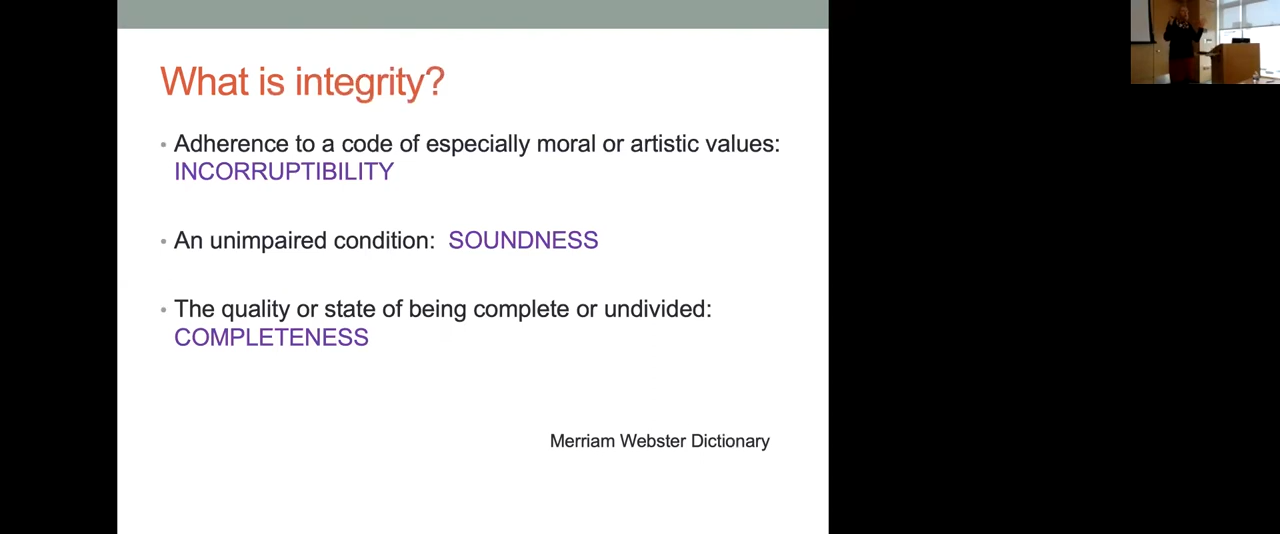 What is integrity?
• Adherence to a code of especially moral or artistic values:
INCORRUPTIBILITY
• An unimpaired condition: SOUNDNESS
• The quality or state of being complete or undivided:
COMPLETENESS
Merriam Webster Dictionary